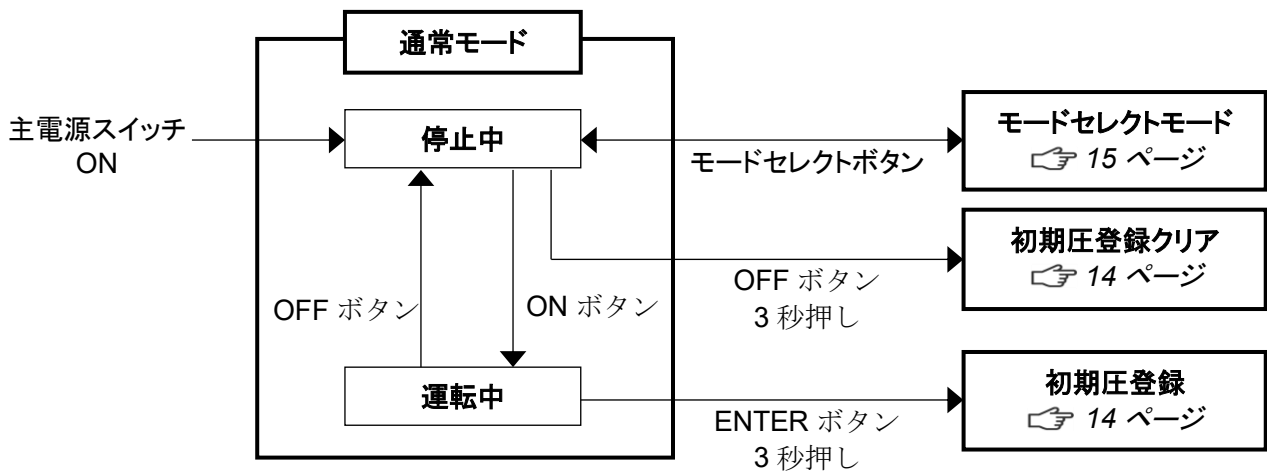 通常モード
主電源スイッチ
ON
停止中
モードセレクトボタン
モードセレクトモード
☞ 15 ページ
初期圧登録クリア
☞ 14 ページ
OFF ボタン
3 秒押し
OFF ボタン
ON ボタン
運転中
ENTER ボタン
3 秒押し
初期圧登録
☞ 14 ページ